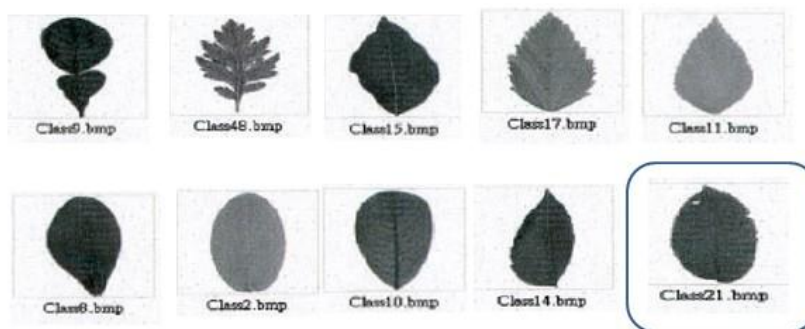 Class9.bmp
Class48.bmp
Class15.bmp
Class17.bmp
Class11.bmp
Class8.bmp
Class2.bmp
Class10.bmp
Class14.bmp
Class21.bmp